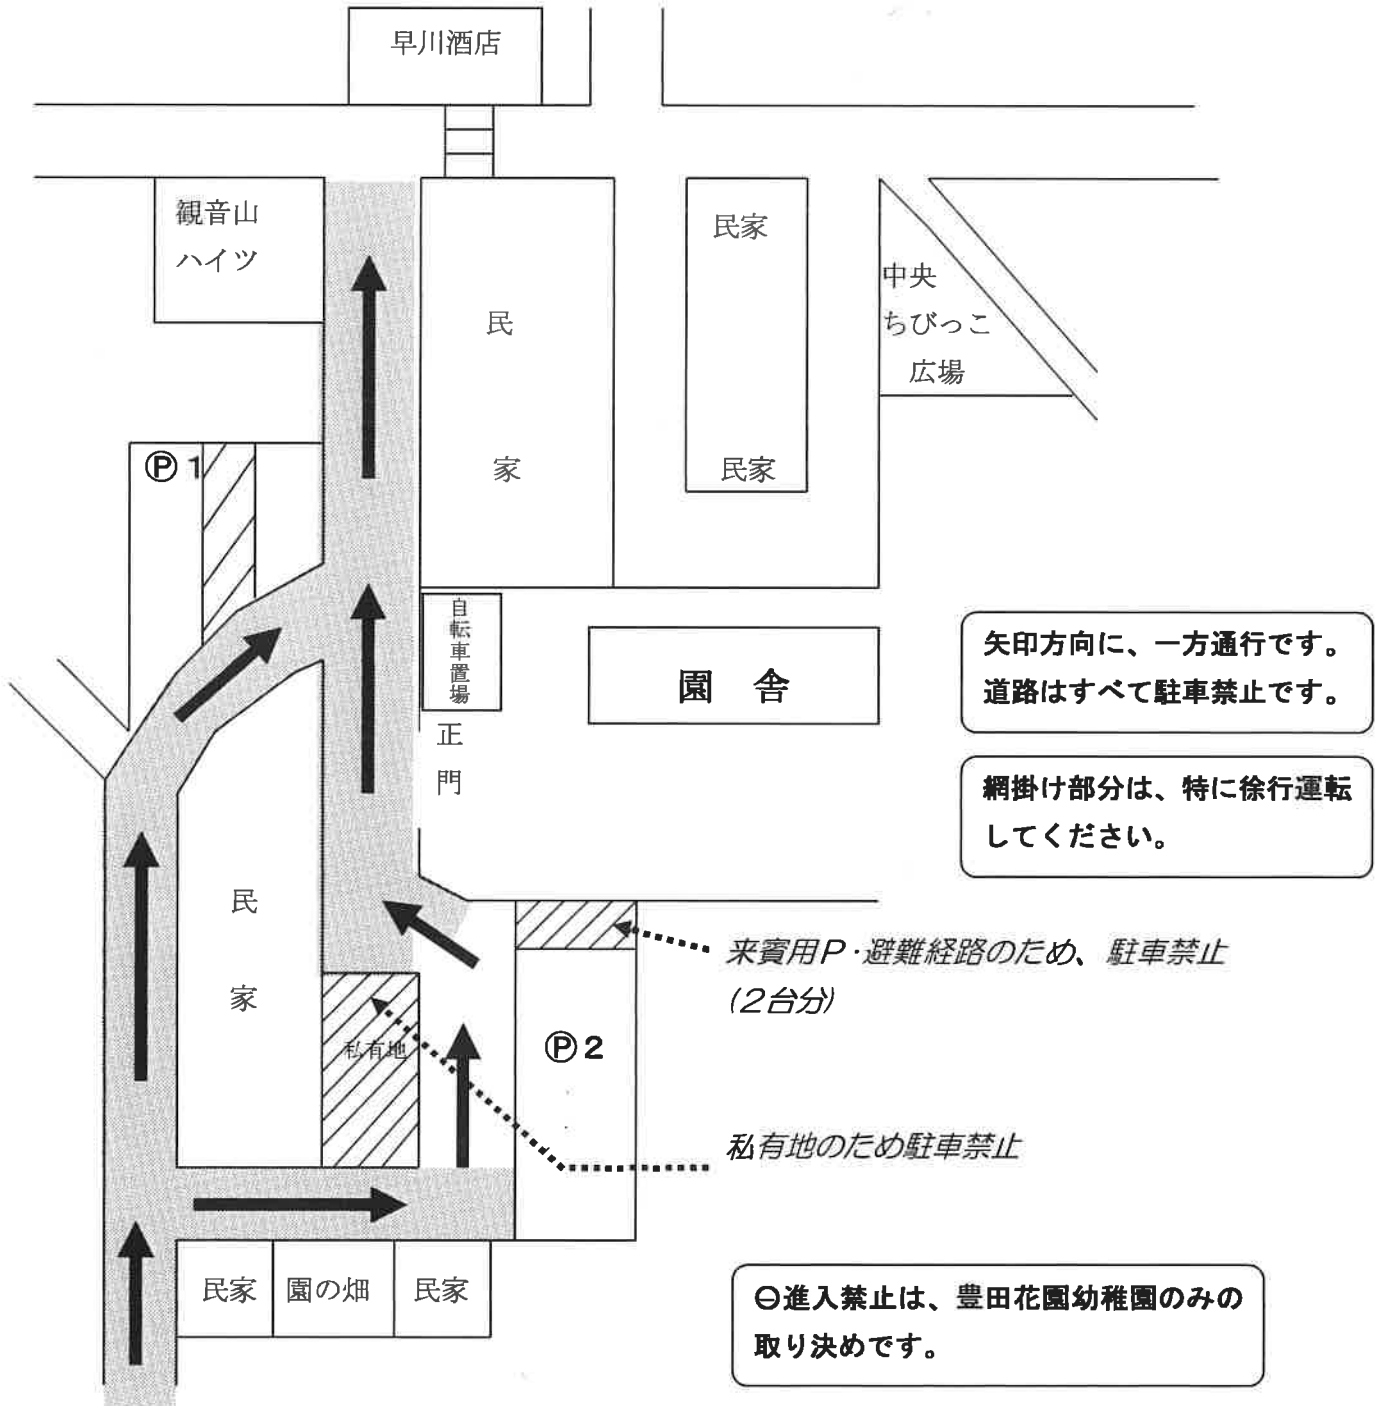 早川酒店
観音山
ハイツ
民家
民家
民家
中央
ちびっこ
広場
Ⓟ1
自転車置場
園舎
正門
矢印方向に、一方通行です。
道路はすべて駐車禁止です。
網掛け部分は、特に徐行運転
してください。
民家
来賓用P・避難経路のため、駐車禁止
(2台分)
私有地
Ⓟ2
私有地のため駐車禁止
民家
園の畑
民家
⊖進入禁止は、豊田花園幼稚園のみの
取り決めです。